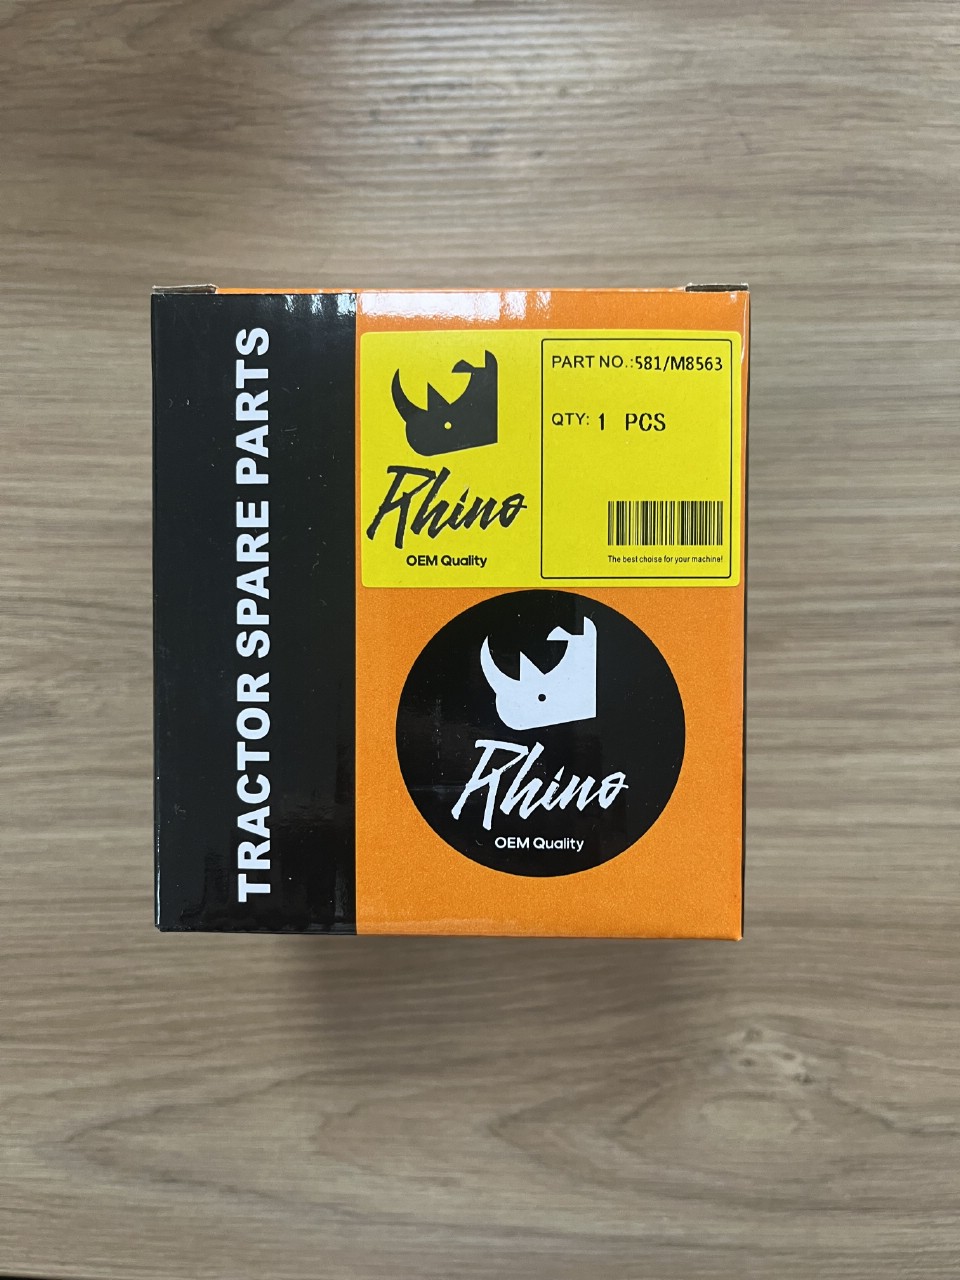 TRACTOR SPARE PARTS
Rhino
OEM Quality
PART NO.:581/M8563
QTY: 1 PCS
The best choise for your machine!
Rhino
OEM Quality